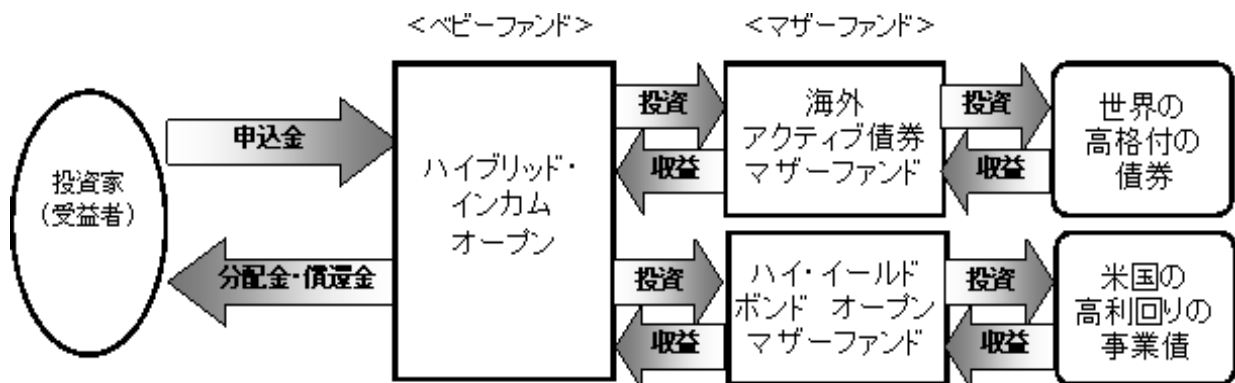 ＜ベビーファンド＞
＜マザーファンド＞
投資家
（受益者）
申込金
分配金・償還金
ハイブリッド・
インカム
オープン
投資
収益
海外
アクティブ債券
マザーファンド
投資
収益
世界の
高格付の
債券
投資
収益
ハイ・イールド
ボンド　オープン
マザーファンド
投資
収益
米国の
高利回りの
事業債